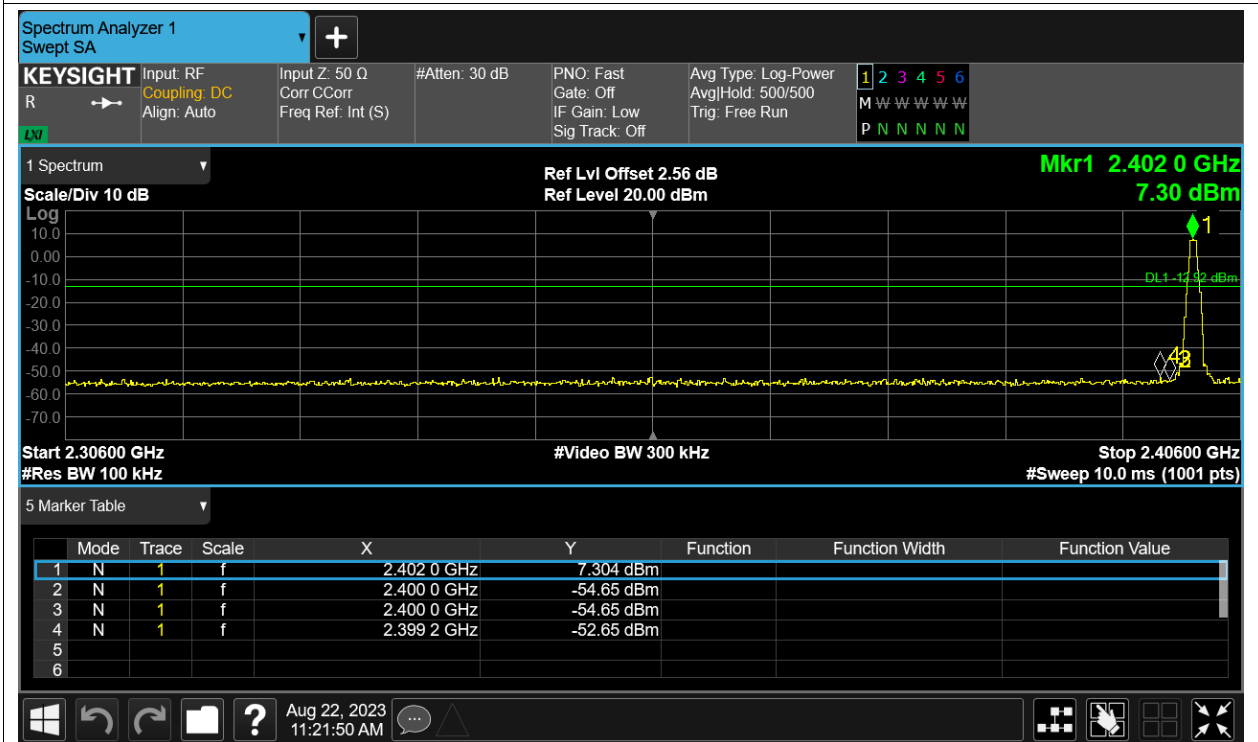 Spectrum Analyzer 1
Swept SA
+
KEYSIGHT Input: RF Input Z: 50 Ω #Atten: 30 dB PNO: Fast Avg Type: Log-Power 1 2 3 4 5 6
R Coupling: DC Corr CCorr Gate: Off Avg|Hold: 500/500 M W W W W W
Align: Auto Freq Ref: Int (S) IF Gain: Low Trig: Free Run
LXI Sig Track: Off P N N N N N
1 Spectrum Ref Lvl Offset 2.56 dB Mkr1 2.402 0 GHz
Scale/Div 10 dB Ref Level 20.00 dBm 7.30 dBm
Log
1
10.0
0.00
DL1 -12.92 dBm
-10.0
-20.0
-30.0
-40.0
-50.0
-60.0
-70.0
Start 2.30600 GHz #Video BW 300 kHz Stop 2.40600 GHz
#Res BW 100 kHz #Sweep 10.0 ms (1001 pts)
5 Marker Table
Mode Trace Scale X Y Function Function Width Function Value
1 N 1 f 2.402 0 GHz 7.304 dBm
2 N 1 f 2.400 0 GHz -54.65 dBm
3 N 1 f 2.400 0 GHz -54.65 dBm
4 N 1 f 2.399 2 GHz -52.65 dBm
5
6
? Aug 22, 2023
11:21:50 AM